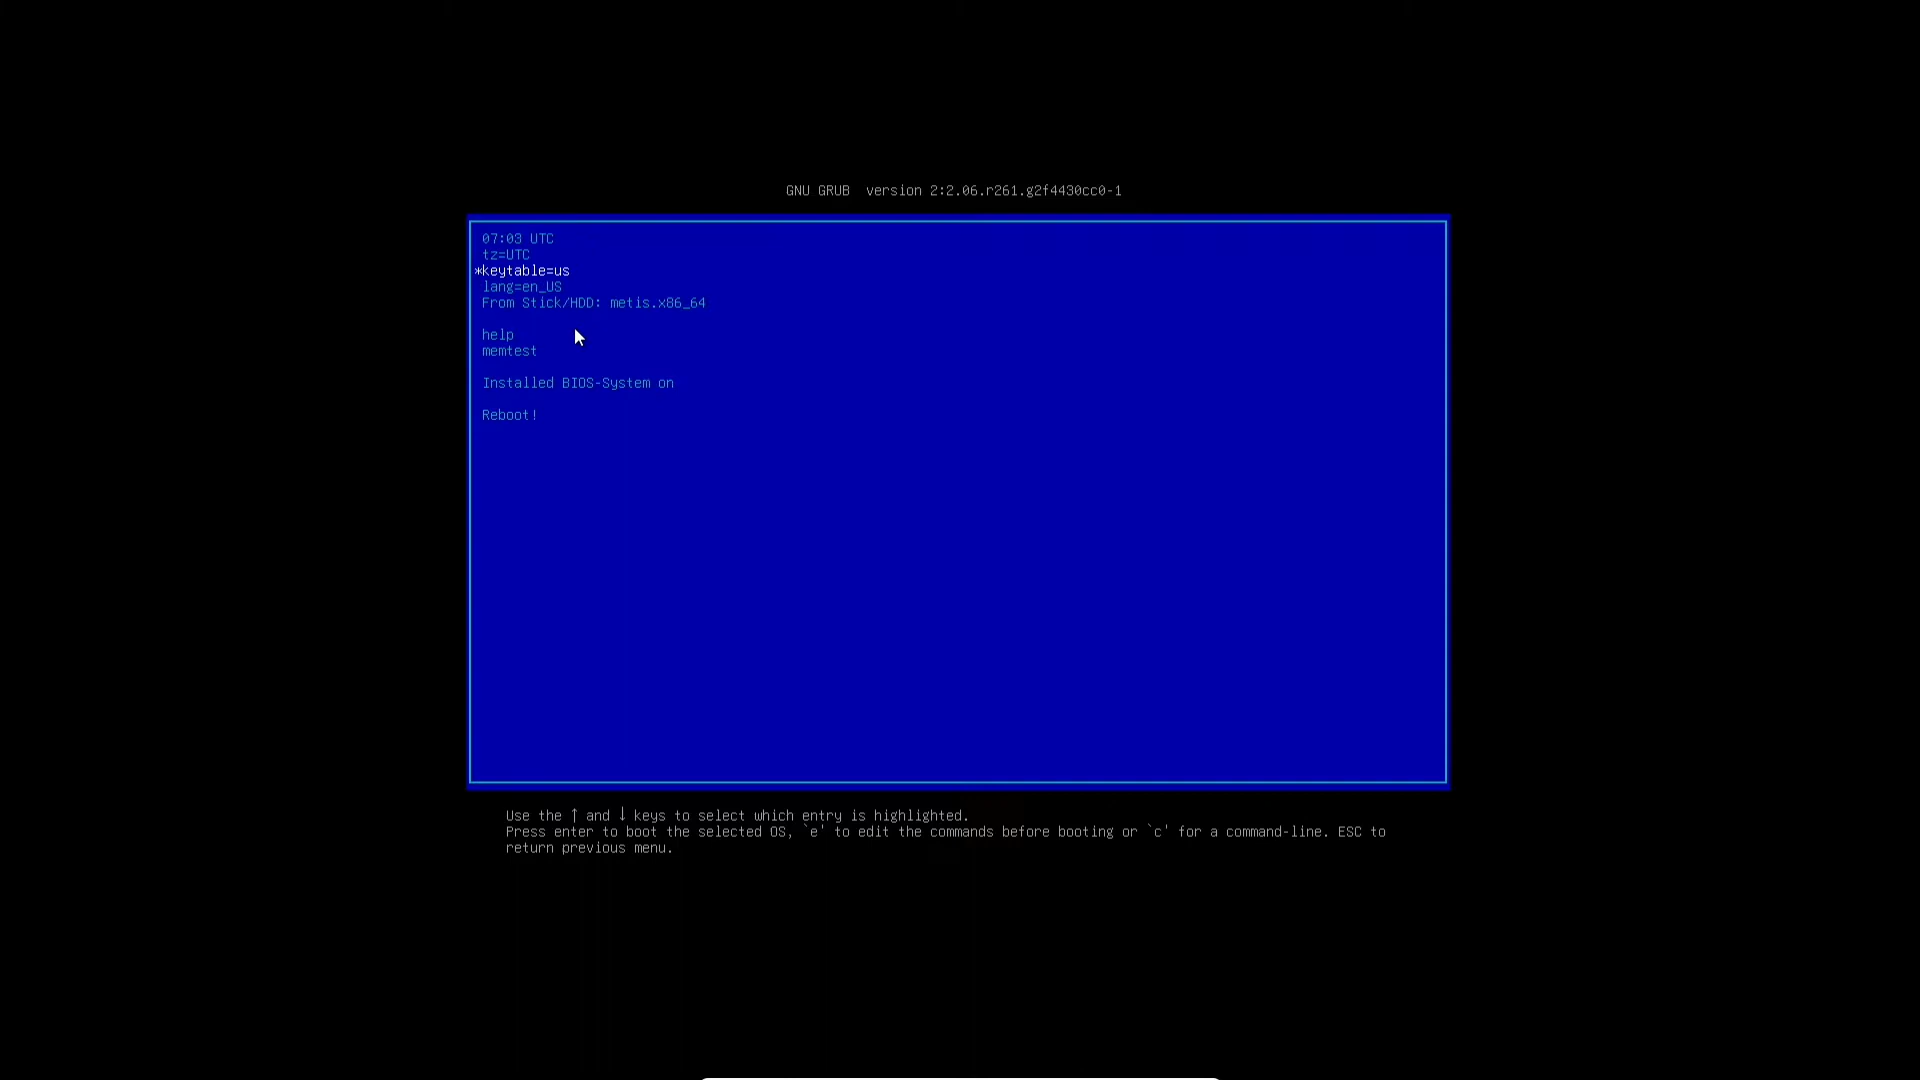 GNU GRUB  version 2:2.06.r261.g2f4430cc0-1
07:03 UTC
tz=UTC
*keytable=us
lang=en_US
From Stick/HDD: metis.x86_64
help
memtest
Installed BIOS-System on
Reboot!
Use the ↑ and ↓ keys to select which entry is highlighted.
Press enter to boot the selected OS, `e' to edit the commands before booting or `c' for a command-line. ESC to
return previous menu.